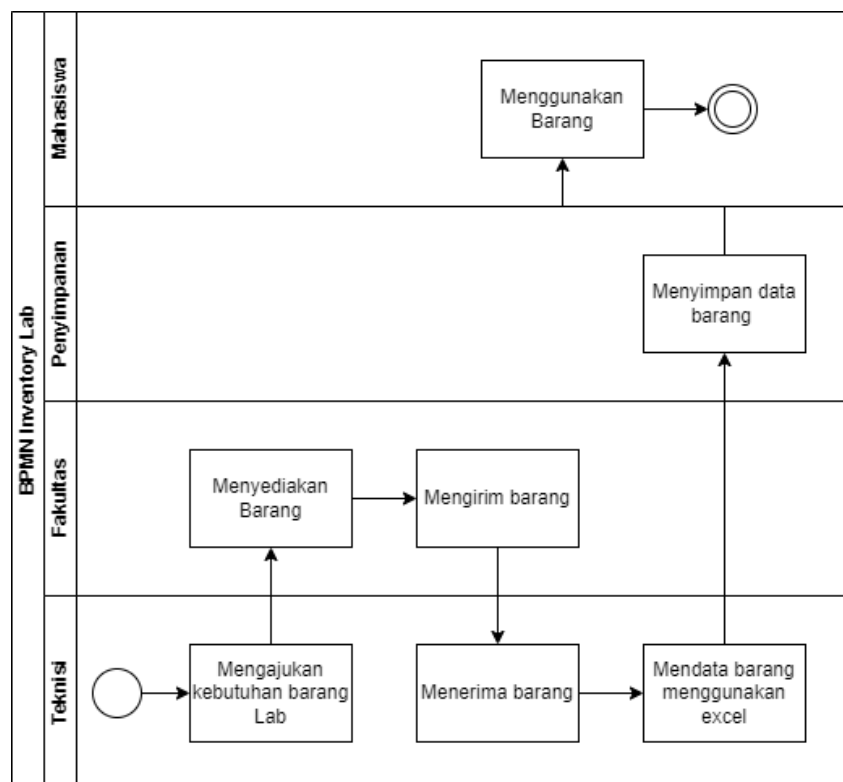 BPMN Inventory Lab
Mahasiswa
Menggunakan
Barang
Penyimpanan
Menyimpan data
barang
Fakultas
Menyediakan
Barang
Mengirim barang
Teknisi
Mengajukan
kebutuhan barang
Lab
Menerima barang
Mendata barang
menggunakan
excel